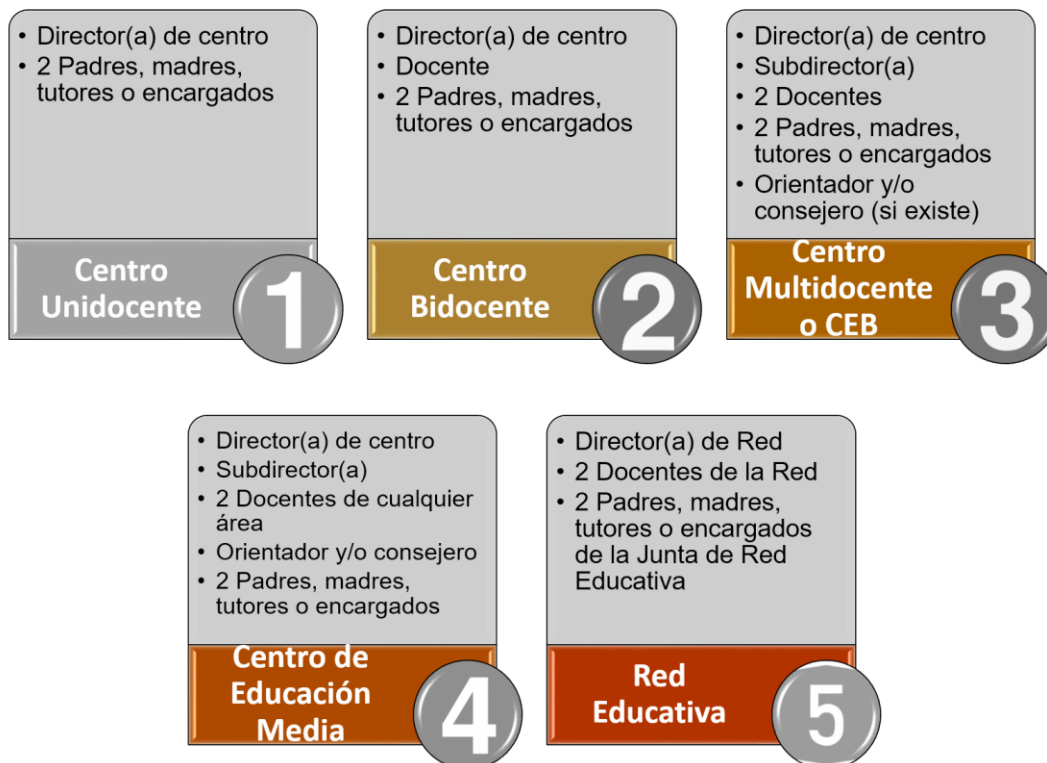 • Director(a) de centro
• 2 Padres, madres,
tutores o encargados
Centro
Unidocente
1
• Director(a) de centro
• Docente
• 2 Padres, madres,
tutores o encargados
Centro
Bidocente
2
• Director(a) de centro
• Subdirector(a)
• 2 Docentes
• 2 Padres, madres,
tutores o encargados
• Orientador y/o
consejero (si existe)
Centro
Multidocente
o CEB
3
• Director(a) de centro
• Subdirector(a)
• 2 Docentes de cualquier
área
• Orientador y/o consejero
• 2 Padres, madres,
tutores o encargados
Centro de
Educación
Media
4
• Director(a) de Red
• 2 Docentes de la Red
• 2 Padres, madres,
tutores o encargados
de la Junta de Red
Educativa
Red
Educativa
5